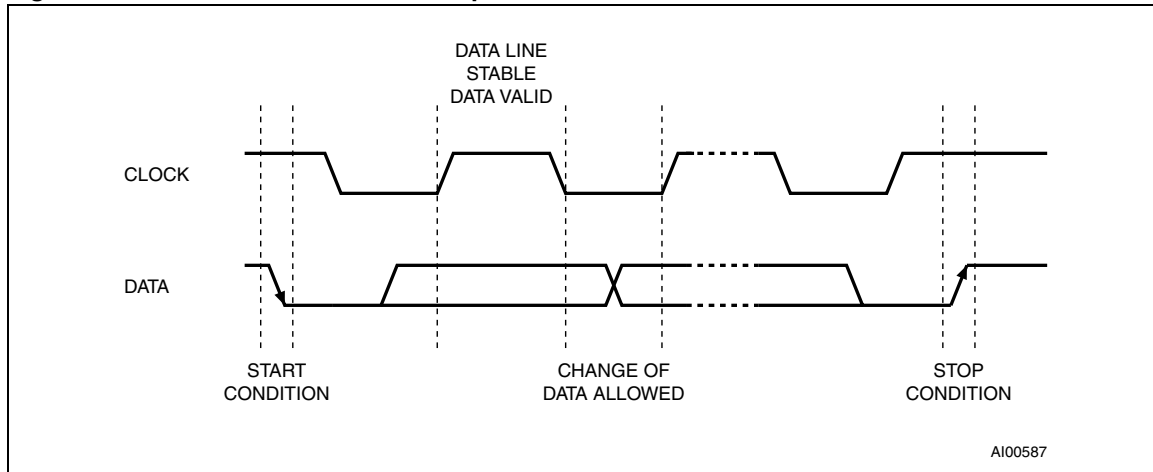 DATA LINE
STABLE
DATA VALID
CLOCK
DATA
START
CONDITION
CHANGE OF
DATA ALLOWED
STOP
CONDITION
AI00587